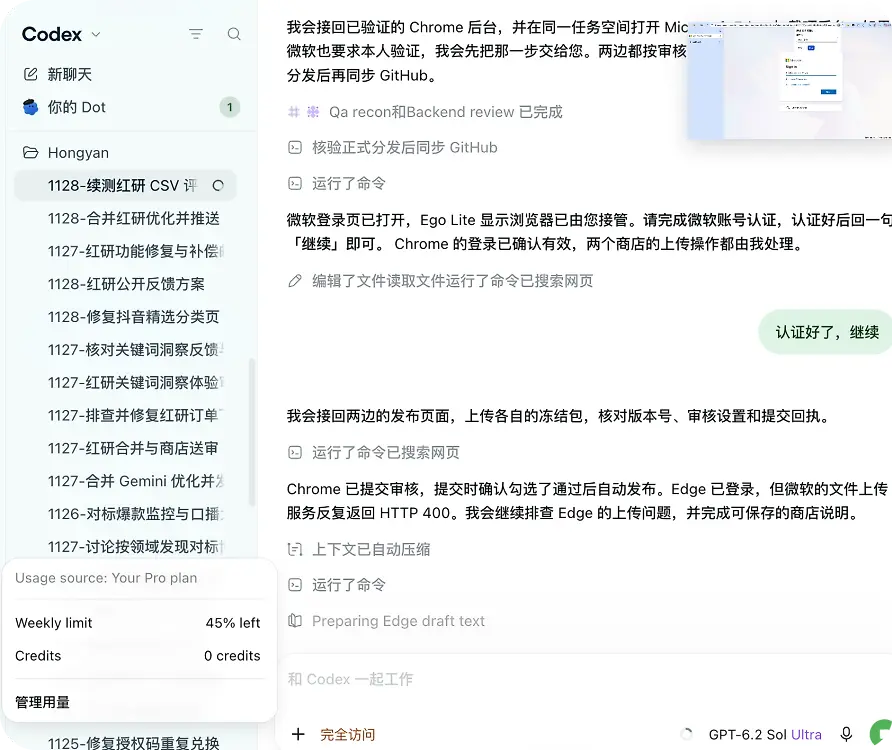 Codex
新聊天
你的 Dot
1
Hongyan
1128-续测红研 CSV 评
1128-合并红研优化并推送
1127-红研功能修复与补偿
1128-红研公开反馈方案
1128-修复抖音精选分类页
1127-核对关键词洞察反馈
1127-红研关键词洞察体验
1127-排查并修复红研订单
1127-红研合并与商店送审
1127-合并 Gemini 优化并发
1126-对标爆款监控与口播
1127-讨论按领域发现对标
Usage source: Your Pro plan
Weekly limit 45% left
Credits 0 credits
管理用量
1125-修复授权码重复兑换
我会接回已验证的 Chrome 后台，并在同一任务空间打开
微软也要求本人验证，我会先把那一步交给您。两边都按审核
分发后再同步 GitHub。
Qa recon和Backend review 已完成
核验正式分发后同步 GitHub
运行了命令
微软登录页已打开，Ego Lite 显示浏览器已由您接管。请完成微软账号认证，认证好后回一句
「继续」即可。 Chrome 的登录已确认有效，两个商店的上传操作都由我处理。
编辑了文件读取文件运行了命令已搜索网页
认证好了，继续
我会接回两边的发布页面，上传各自的冻结包，核对版本号、审核设置和提交回执。
运行了命令已搜索网页
Chrome 已提交审核，提交时确认勾选了通过后自动发布。Edge 已登录，但微软的文件上传
服务反复返回 HTTP 400。我会继续排查 Edge 的上传问题，并完成可保存的商店说明。
上下文已自动压缩
运行了命令
Preparing Edge draft text
和 Codex 一起工作
完全访问
GPT-6.2 Sol Ultra